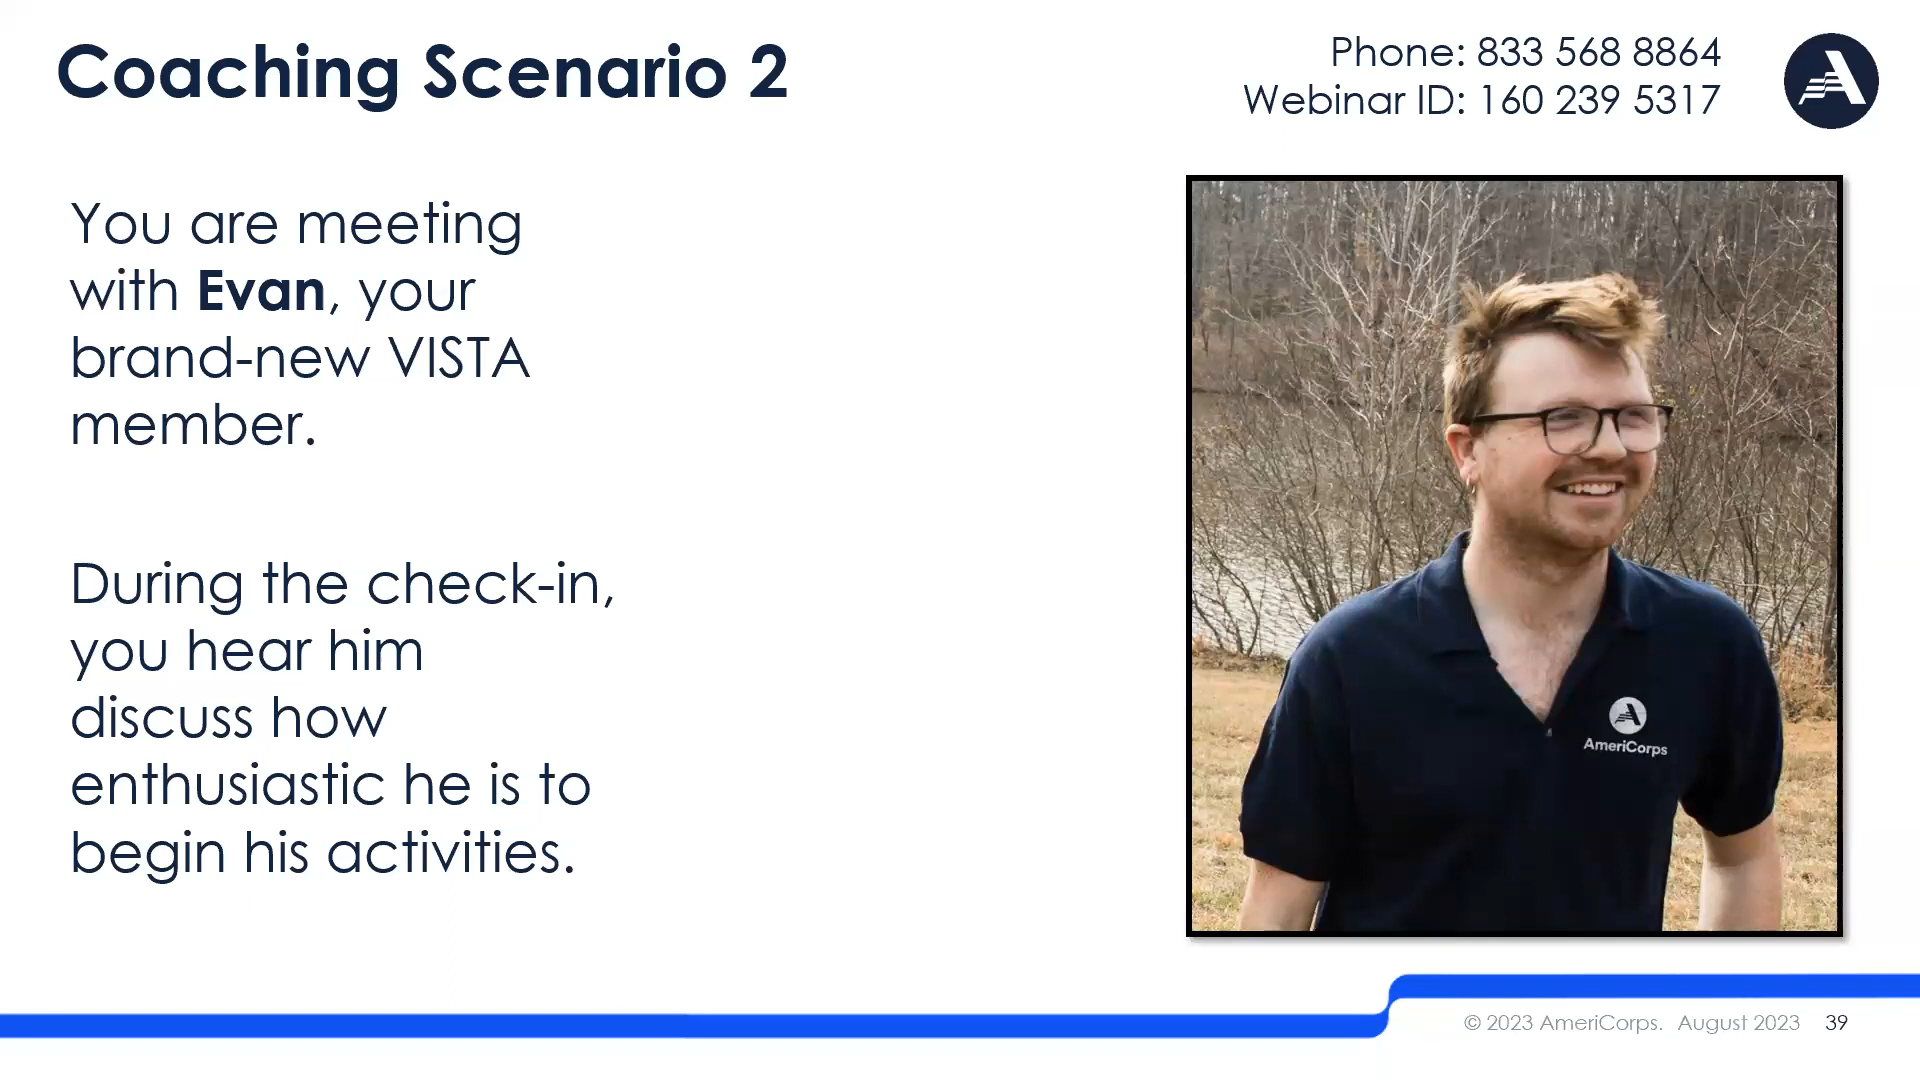 Coaching Scenario 2
Phone: 833 568 8864
Webinar ID: 160 239 5317
You are meeting
with Evan, your
brand-new VISTA
member.
During the check-in,
you hear him
discuss how
enthusiastic he is to
begin his activities.
AmeriCorps
© 2023 AmeriCorps. August 2023 39